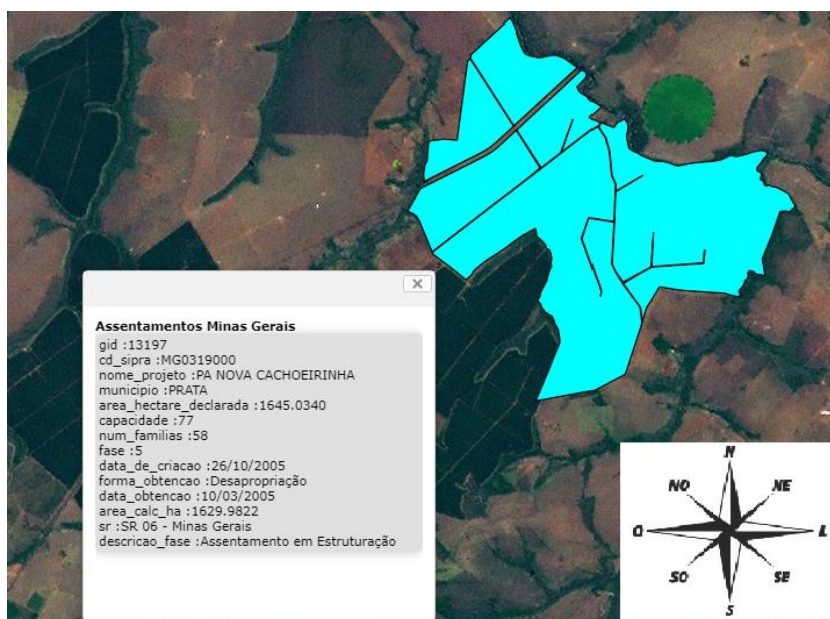 Assentamentos Minas Gerais
gid :13197
cd_sipra :MG0319000
nome_projeto :PA NOVA CACHOEIRINHA
municipio :PRATA
area_hectare_declarada :1645.0340
capacidade :77
num_familias :58
fase :5
data_de_criacao :26/10/2005
forma_obtencao :Desapropriação
data_obtencao :10/03/2005
area_calc_ha :1629.9822
sr :SR 06 - Minas Gerais
descricao_fase :Assentamento em Estruturação
N
NO NE
O L
SO SE
S